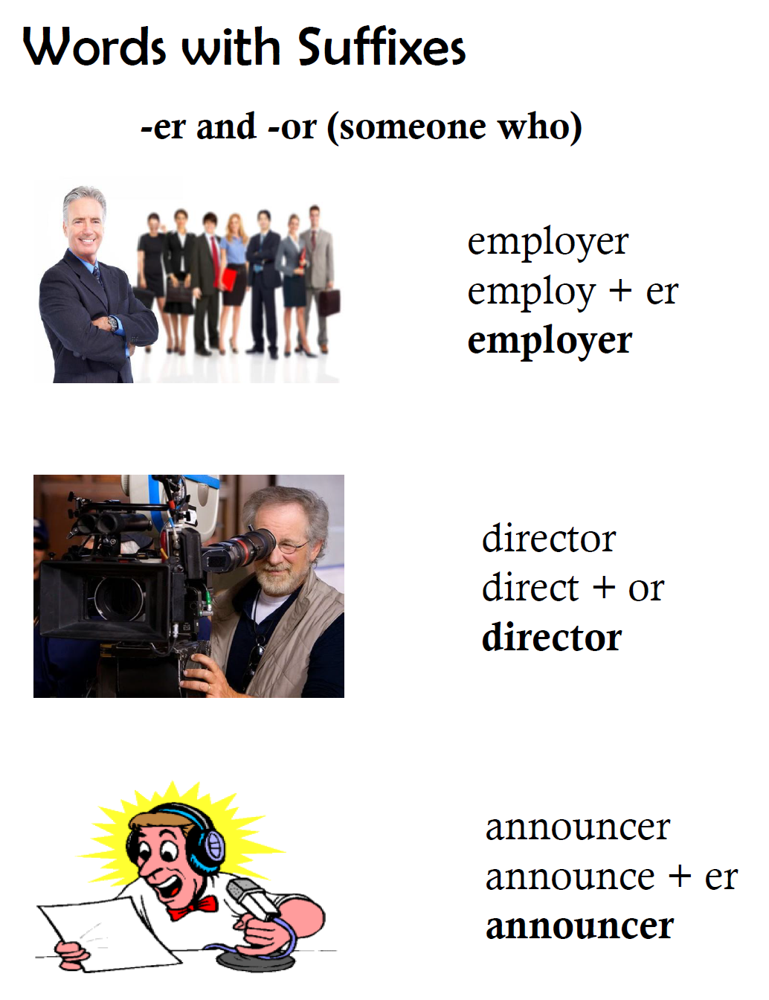 Words with Suffixes
-er and -or (someone who)
employer
employ + er
employer
director
direct + or
director
announcer
announce + er
announcer